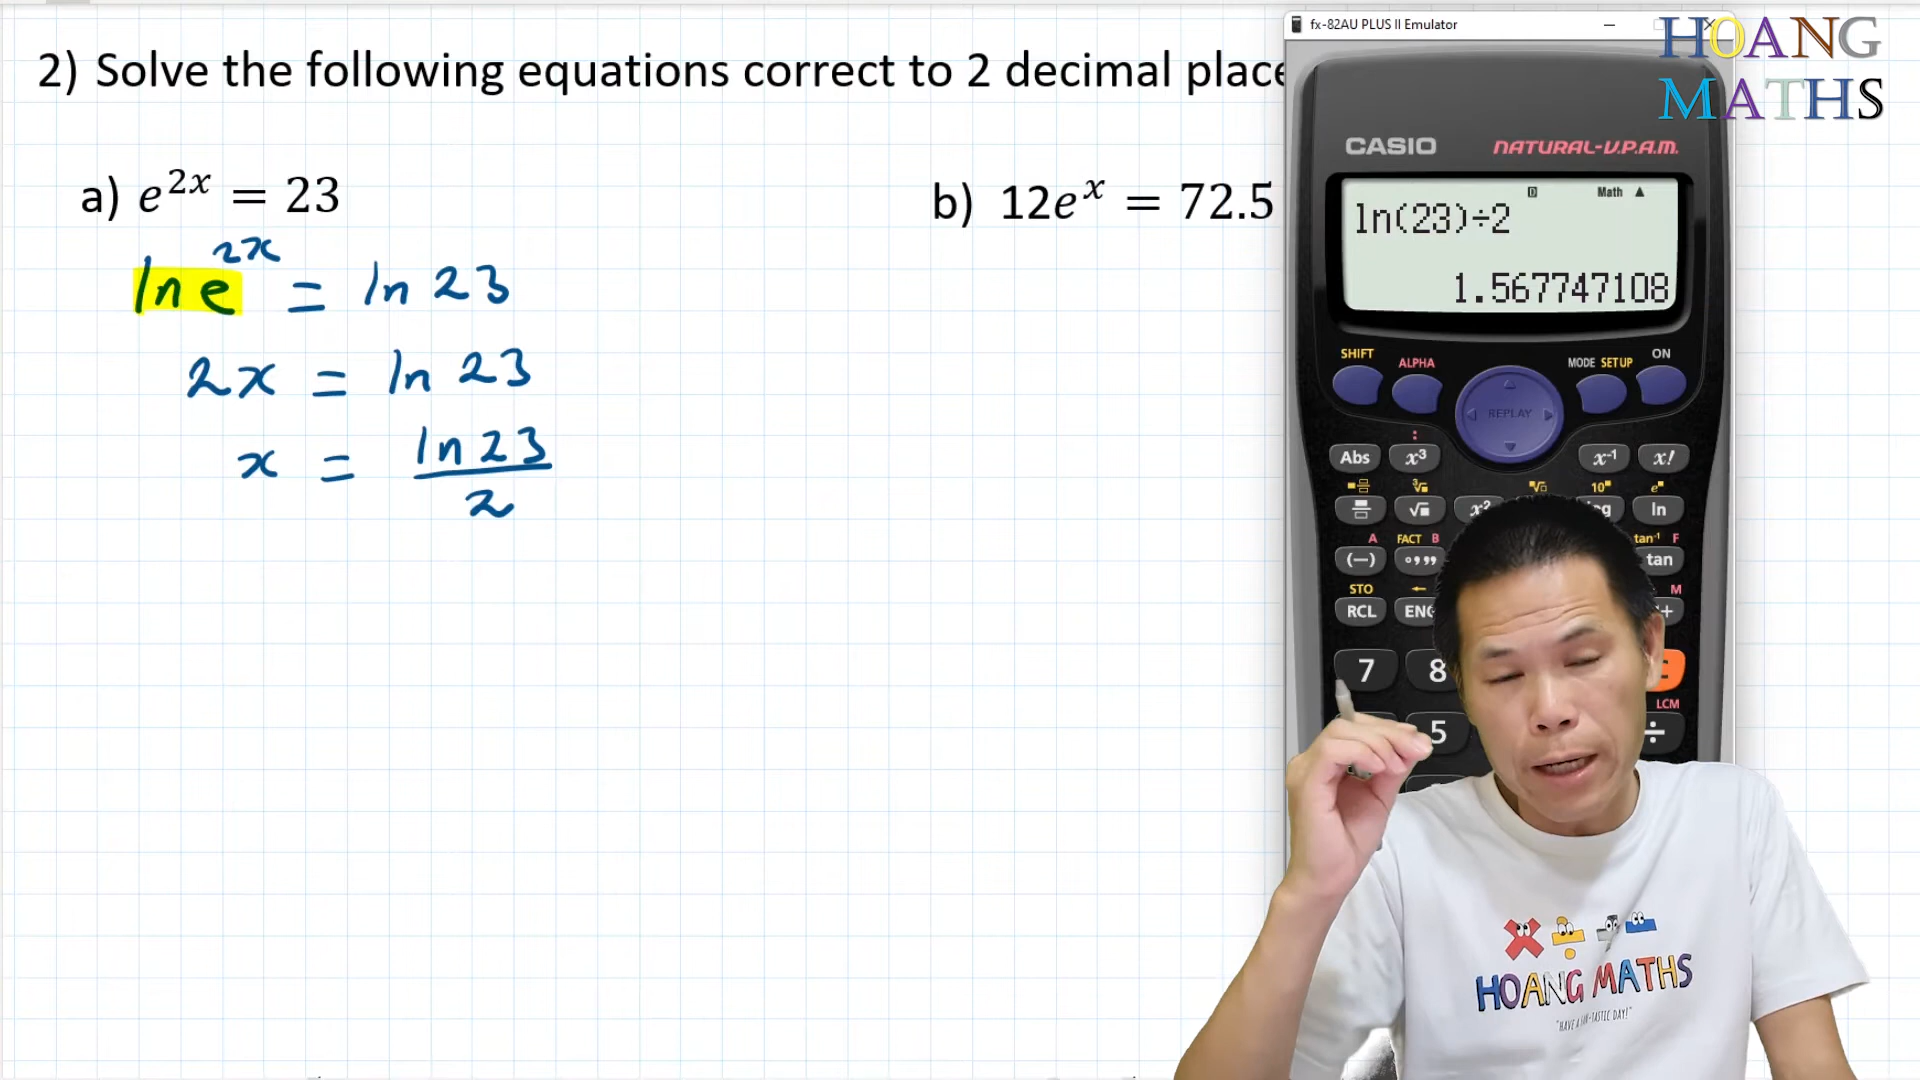 fx-82AU PLUS II Emulator
HOANG
MATHS
2) Solve the following equations correct to 2 decimal place
a) e^{2x} = 23
ln e^{2x} = ln 23
2x = ln 23
x = \frac{ln 23}{2}
b) 12e^x = 72.5
CASIO
NATURAL-V.P.A.M.
D Math ▲
ln(23)÷2
1.567747108
SHIFT
ALPHA
MODE SETUP
ON
REPLAY
:
Abs
x³
x⁻¹
x!
³√■
10^■
e^■
√■
x²
ln
A
FACT B
tan⁻¹ F
(—)
°,,,
tan
STO
←
M
RCL
7
8
LCM
5
÷
HOANG MATHS